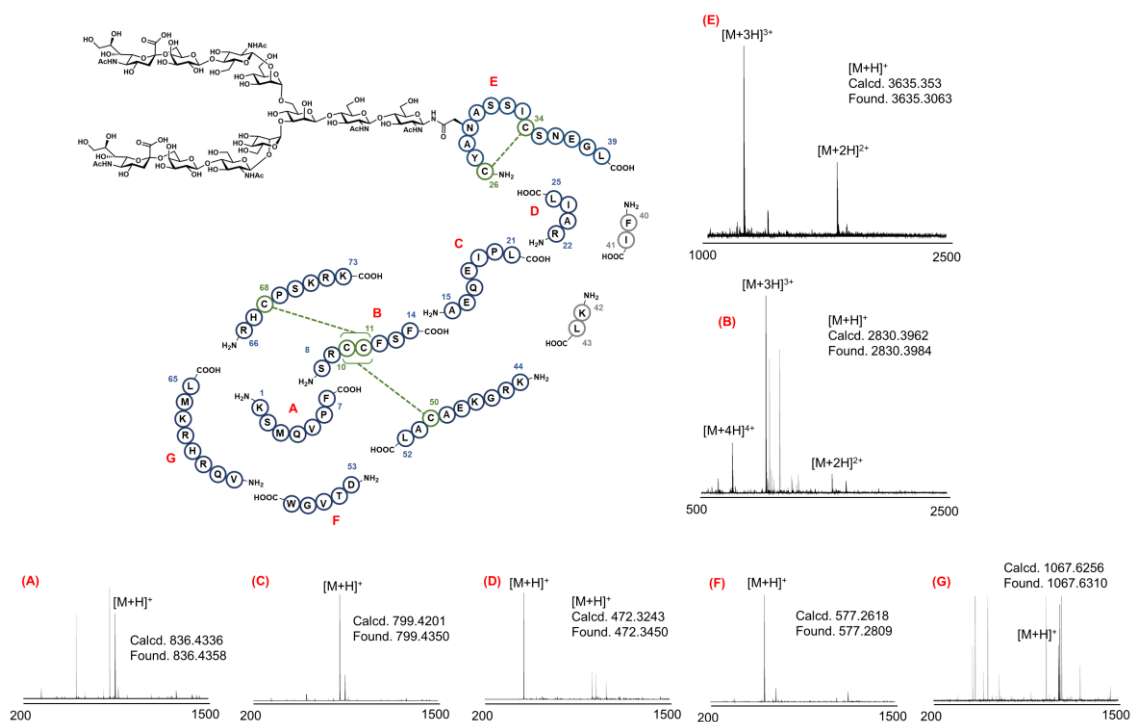 (E)
[M+3H]3+
[M+H]+
Calcd. 3635.353
Found. 3635.3063
[M+2H]2+
1000 2500
(B)
[M+3H]3+
[M+H]+
Calcd. 2830.3962
Found. 2830.3984
[M+4H]4+
[M+2H]2+
500 2500
NHAc
AcHN
AcHN
NHAc
E
C Y A N A S S I C S N E G L
26
34
39
NH2
COOH
D
HOOC L I A R H2N
25
22
NH2
F 40
41 I
HOOC
C
H2N A E Q E I P L COOH
15
21
NH2
K 42
L
HOOC 43
B
H2N S R C C F S F COOH
8
10
11
14
H2N R H C P S K R K COOH
66
68
73
A
H2N K S M Q V P F COOH
1
7
HOOC L A C A E K G R K NH2
52
50
44
G
COOH L M K R H R Q V NH2
65
HOOC W G V T D NH2
53
F
(A)
[M+H]+
Calcd. 836.4336
Found. 836.4358
200 1500
(C)
[M+H]+
Calcd. 799.4201
Found. 799.4350
200 1500
(D)
[M+H]+
[M+H]+
Calcd. 472.3243
Found. 472.3450
200 1500
(F)
[M+H]+
Calcd. 577.2618
Found. 577.2809
200 1500
(G)
Calcd. 1067.6256
Found. 1067.6310
[M+H]+
200 1500